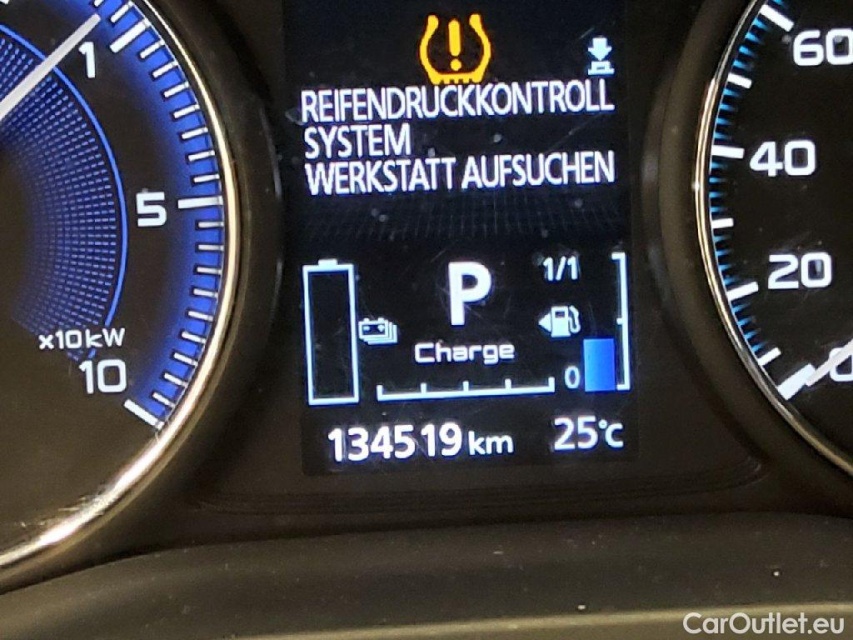 REIFENDRUCKKONTROLL
SYSTEM
WERKSTATT AUFSUCHEN
1
5
x10kW
10
P
Charge
1/1
0
134519 km
25°C
60
40
20
0
CarOutlet.eu